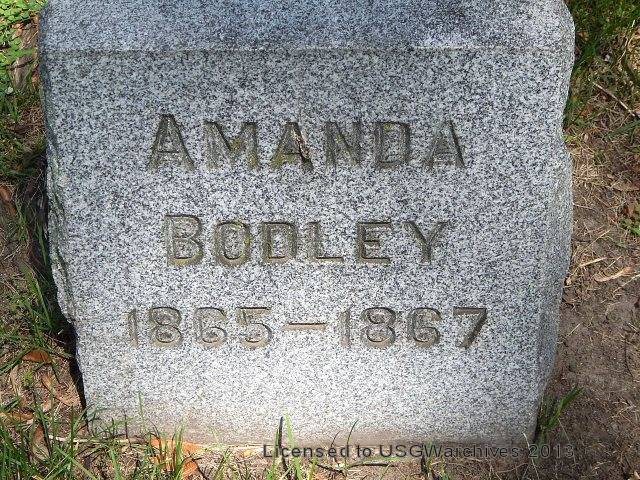 AMANDA
BODLEY
1865–1867
Licensed to USGWarchives 2013